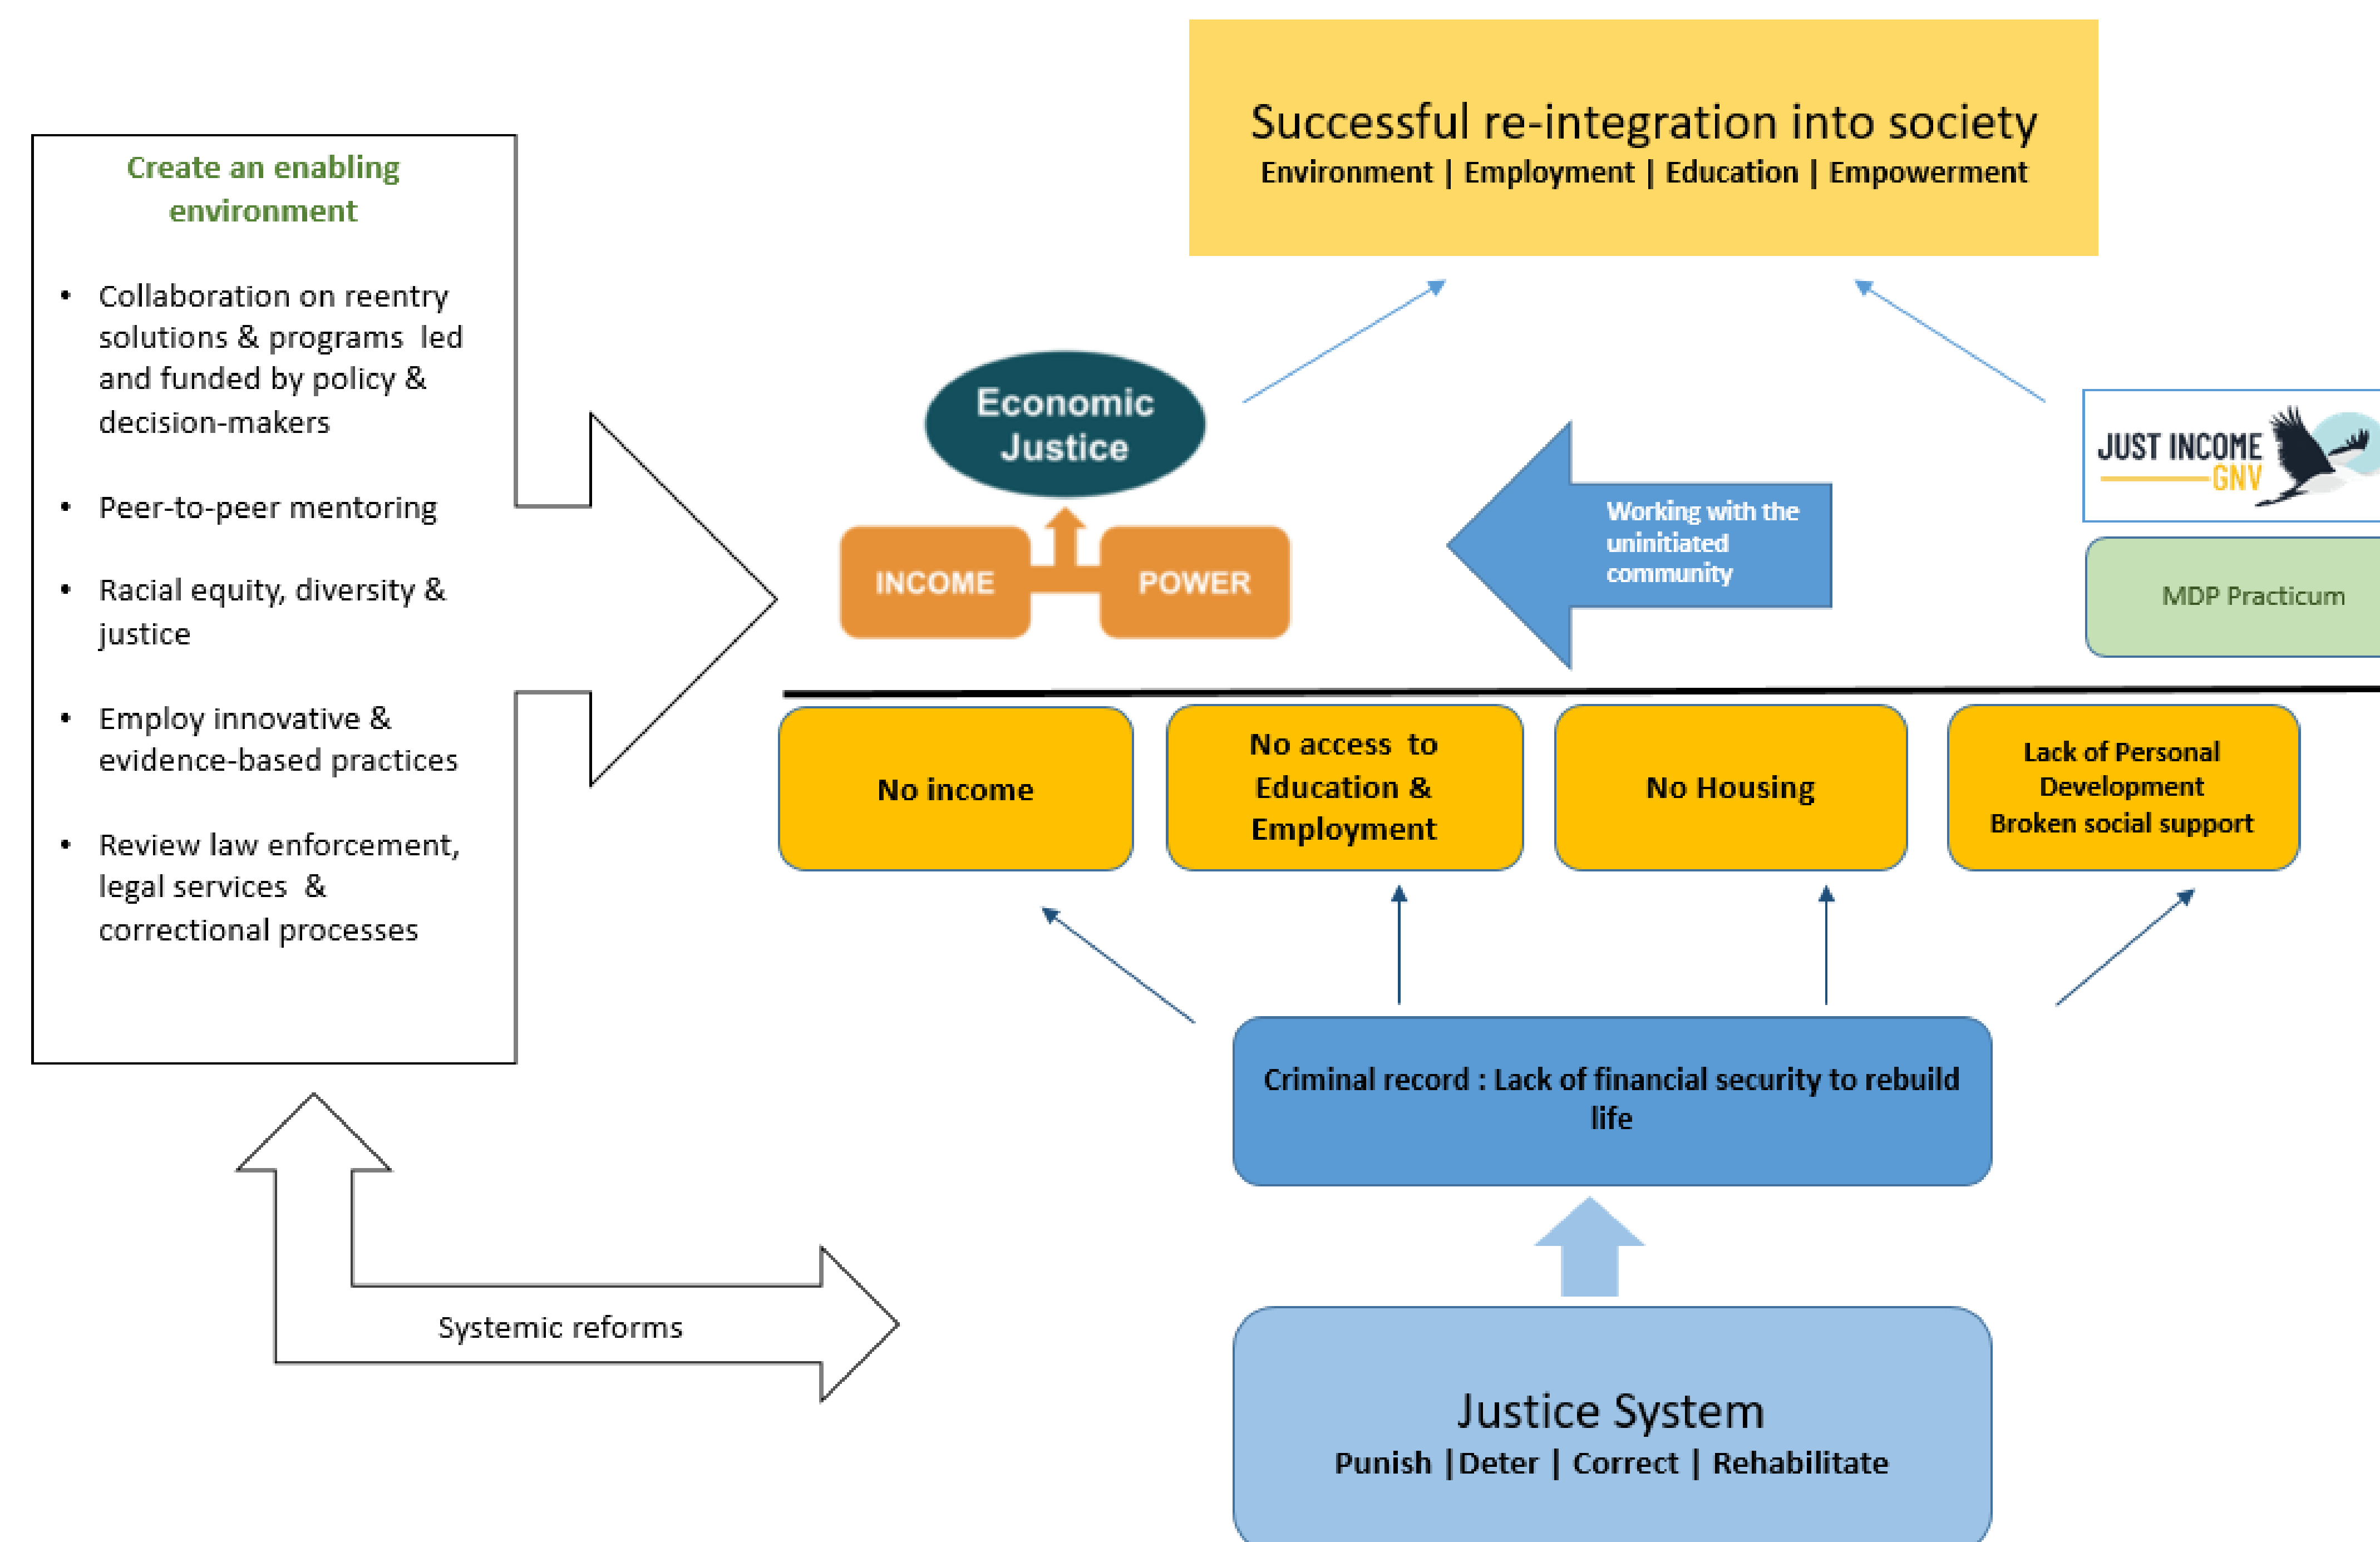 Successful re-integration into society
Environment | Employment | Education | Empowerment
Create an enabling
environment
• Collaboration on reentry
solutions & programs led
and funded by policy &
decision-makers
• Peer-to-peer mentoring
• Racial equity, diversity &
justice
• Employ innovative &
evidence-based practices
• Review law enforcement,
legal services &
correctional processes
Economic
Justice
INCOME
POWER
Working with the
uninitiated
community
JUST INCOME
GNV
MDP Practicum
No income
No access to
Education &
Employment
No Housing
Lack of Personal
Development
Broken social support
Criminal record : Lack of financial security to rebuild
life
Systemic reforms
Justice System
Punish |Deter | Correct | Rehabilitate